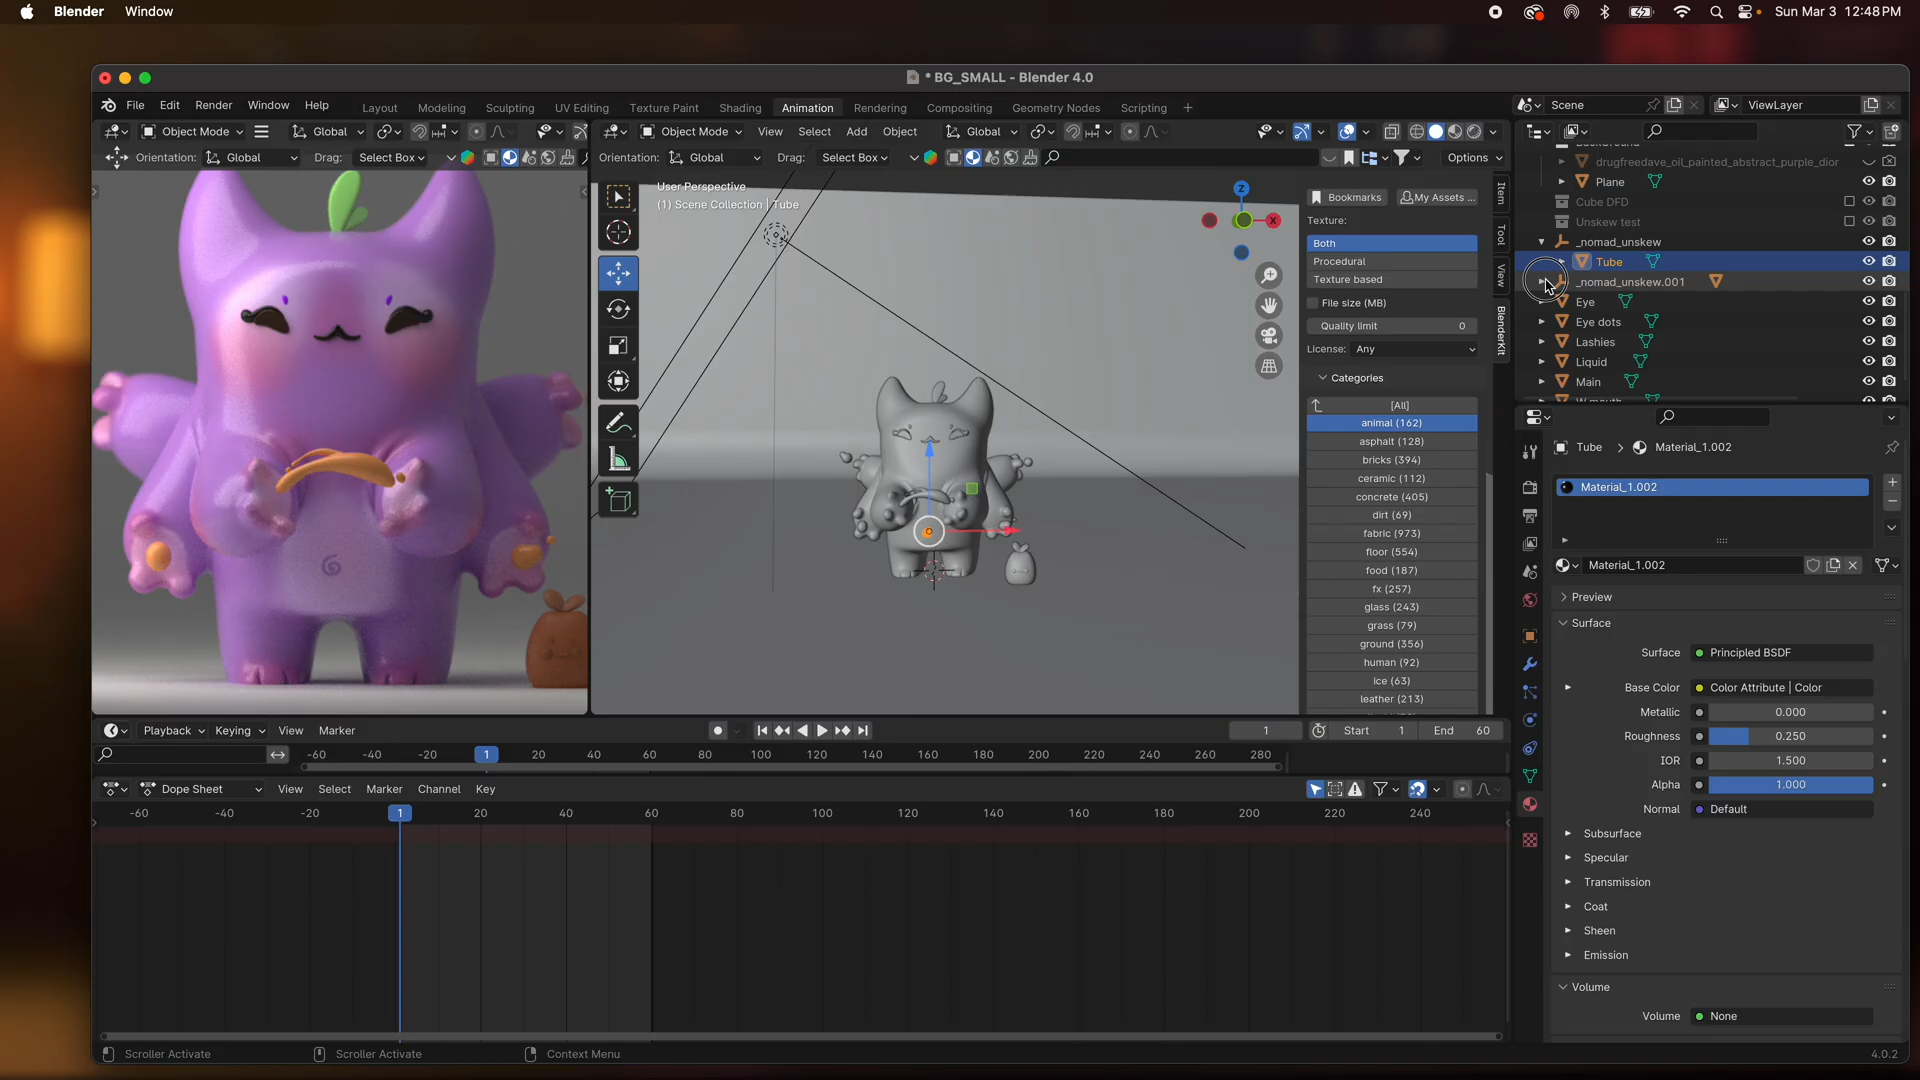 Blender Window Sun Mar 3 12:48 PM
* BG_SMALL - Blender 4.0
File Edit Render Window Help Layout Modeling Sculpting UV Editing Texture Paint Shading Animation Rendering Compositing Geometry Nodes Scripting + Scene ViewLayer
Object Mode Global Object Mode View Select Add Object Global
Orientation: Global Drag: Select Box Orientation: Global Drag: Select Box Options
User Perspective
(1) Scene Collection | Tube
Z
X
Bookmarks My Assets ...
Texture:
Both
Procedural
Texture based
File size (MB)
Quality limit 0
License: Any
Categories
[All]
animal (162)
asphalt (128)
bricks (394)
ceramic (112)
concrete (405)
dirt (69)
fabric (973)
floor (554)
food (187)
fx (257)
glass (243)
grass (79)
ground (356)
human (92)
ice (63)
leather (213)
Item
Tool
View
BlenderKit
Background
drugfreedave_oil_painted_abstract_purple_dior
Plane
Cube DFD
Unskew test
_nomad_unskew
Tube
_nomad_unskew.001
Eye
Eye dots
Lashies
Liquid
Main
Tube > Material_1.002
Material_1.002
Material_1.002
Preview
Surface
Surface Principled BSDF
Base Color Color Attribute | Color
Metallic 0.000
Roughness 0.250
IOR 1.500
Alpha 1.000
Normal Default
Subsurface
Specular
Transmission
Coat
Sheen
Emission
Volume
Volume None
Playback Keying View Marker 1 Start 1 End 60
-60 -40 -20 1 20 40 60 80 100 120 140 160 180 200 220 240 260 280
Dope Sheet View Select Marker Channel Key
-60 -40 -20 1 20 40 60 80 100 120 140 160 180 200 220 240
Scroller Activate Scroller Activate Context Menu 4.0.2